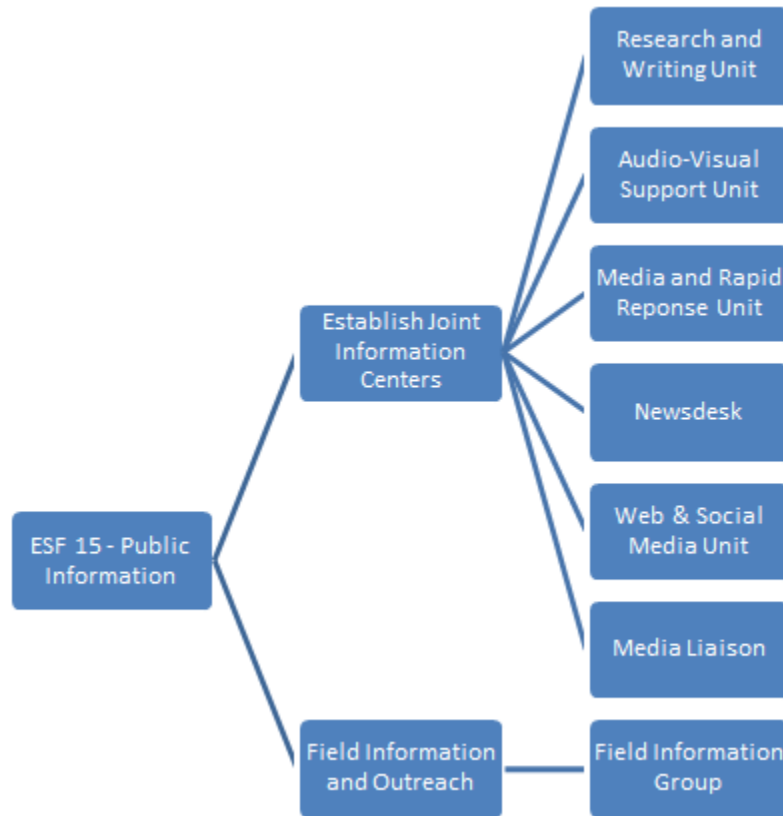 Research and
Writing Unit
Audio-Visual
Support Unit
Media and Rapid
Reponse Unit
Establish Joint
Information
Centers
Newsdesk
ESF 15 - Public
Information
Web & Social
Media Unit
Media Liaison
Field Information
and Outreach
Field Information
Group